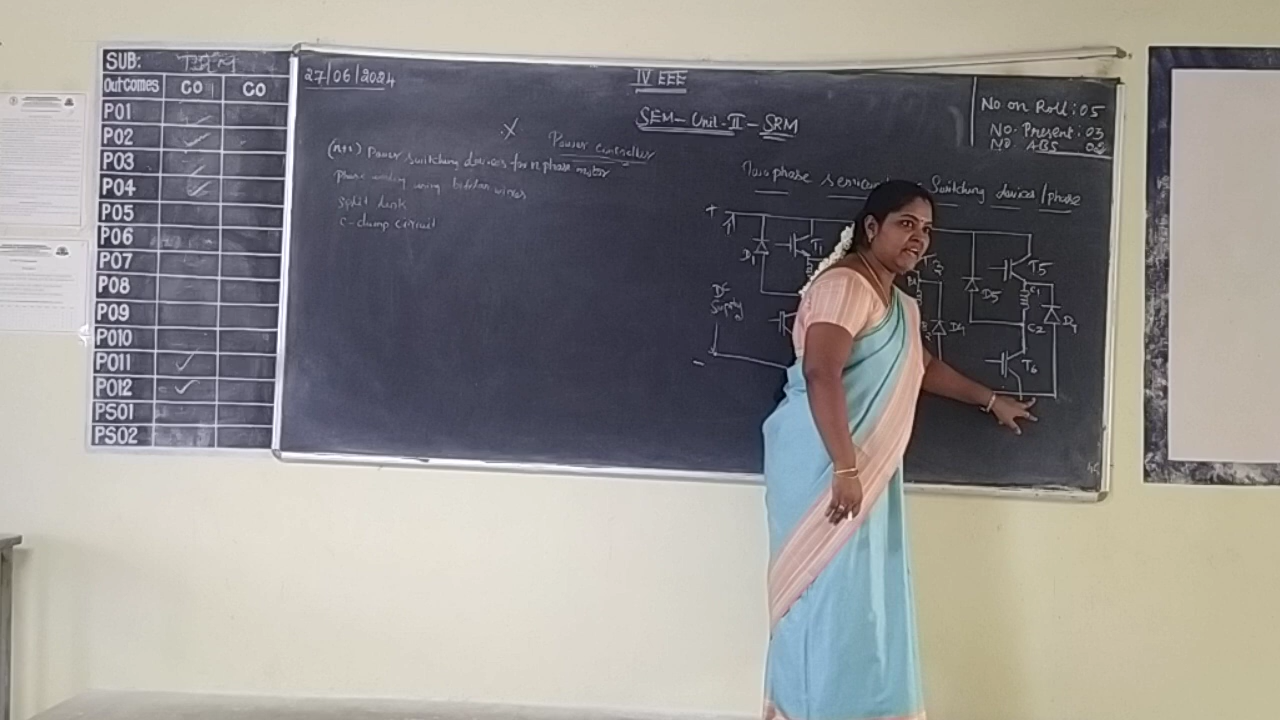 SUB:
Outcomes CO CO
PO1
PO2
PO3
PO4
PO5
PO6
PO7
PO8
PO9
PO10
PO11
PO12
PSO1
PSO2
27/06/2024
IV EEE
SEM - Unit - II - SRM
No on Roll : 05
No. Present : 03
No ABS 02
Power Controller
(n+1) Power switching devices for n phase motor
Phase winding using bifilar wires
Split link
C-dump circuit
Two phase Switching devices/phase
+
D1
T1
T5
D5
C1
C2
DC
Supply
D4
T6
-